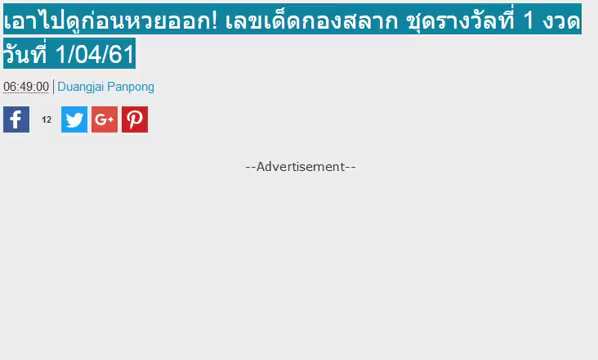 เอาไปดูก่อนหวยออก! เลขเด็ดกองสลาก ชุดรางวัลที่ 1 งวด
วันที่ 1/04/61
06:49:00 | Duangjai Panpong
12
--Advertisement--